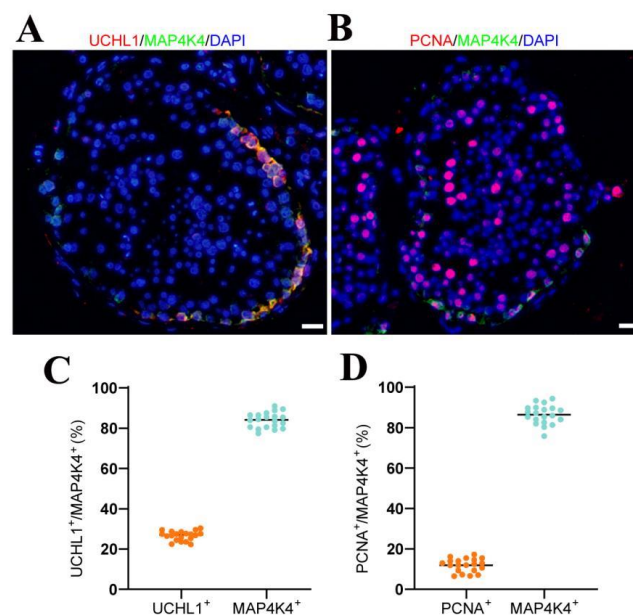 A
UCHL1/MAP4K4/DAPI
B
PCNA/MAP4K4/DAPI
C
UCHL1⁺/MAP4K4⁺(%)
100
80
60
40
20
0
UCHL1⁺
MAP4K4⁺
D
PCNA⁺/MAP4K4⁺(%)
100
80
60
40
20
0
PCNA⁺
MAP4K4⁺